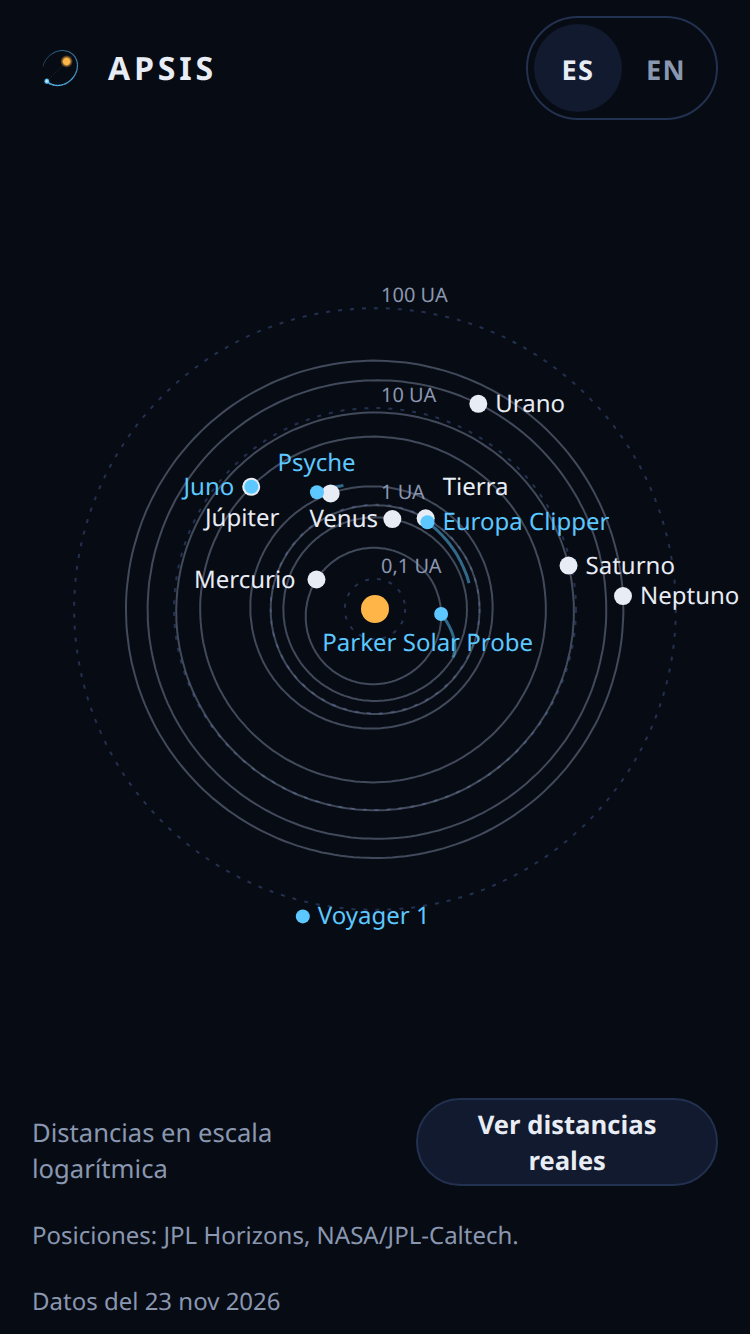 APSIS
ES
EN
100 UA
10 UA
Urano
Psyche
Juno
1 UA
Tierra
Júpiter
Venus
Europa Clipper
0,1 UA
Saturno
Mercurio
Neptuno
Parker Solar Probe
Voyager 1
Distancias en escala
logarítmica
Ver distancias
reales
Posiciones: JPL Horizons, NASA/JPL-Caltech.
Datos del 23 nov 2026